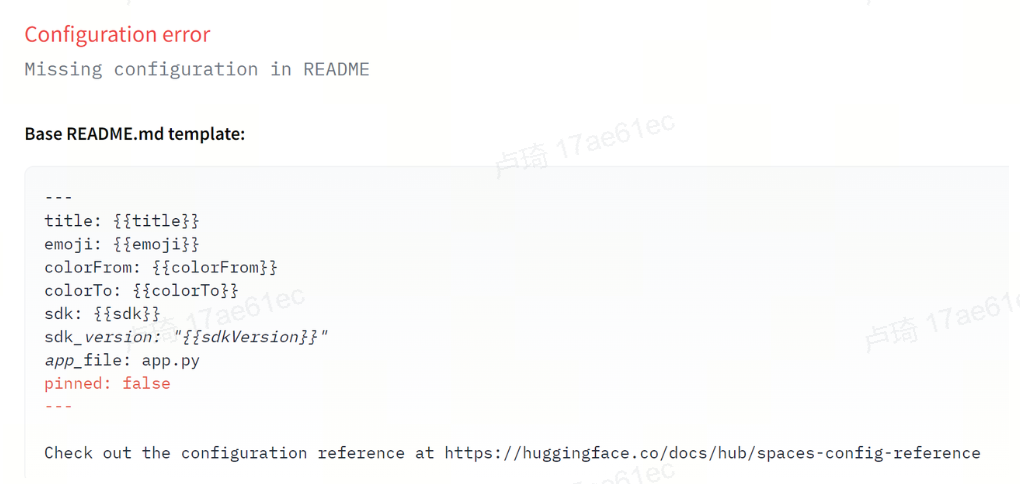 Configuration error
Missing configuration in README
Base README.md template:
卢琦 17ae61ec
---
title: {{title}}
emoji: {{emoji}}
colorFrom: {{colorFrom}}
colorTo: {{colorTo}}
卢琦 17ae61ec
sdk: {{sdk}}
卢琦 17ae61
sdk_version: "{{sdkVersion}}"
app_file: app.py
pinned: false
---
Check out the configuration reference at https://huggingface.co/docs/hub/spaces-config-reference
17ae61ec